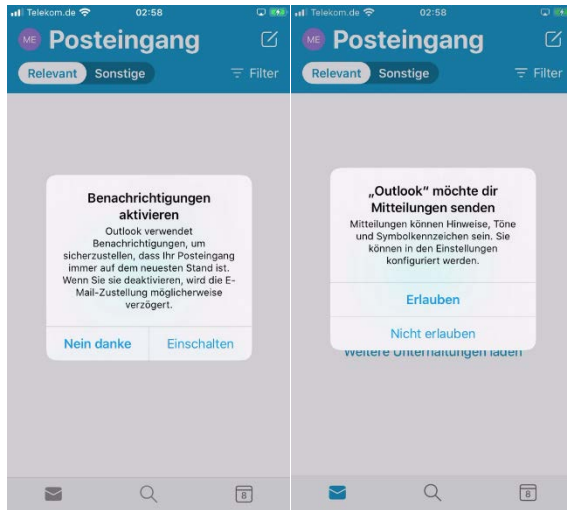 Telekom.de 02:58
ME Posteingang
Relevant Sonstige Filter
Benachrichtigungen
aktivieren
Outlook verwendet
Benachrichtigungen, um
sicherzustellen, dass Ihr Posteingang
immer auf dem neuesten Stand ist.
Wenn Sie sie deaktivieren, wird die E-
Mail-Zustellung möglicherweise
verzögert.
Nein danke Einschalten
8
Telekom.de 02:58
ME Posteingang
Relevant Sonstige Filter
„Outlook“ möchte dir
Mitteilungen senden
Mitteilungen können Hinweise, Töne
und Symbolkennzeichen sein. Sie
können in den Einstellungen
konfiguriert werden.
Erlauben
Nicht erlauben
Weitere Unterhaltungen laden
8